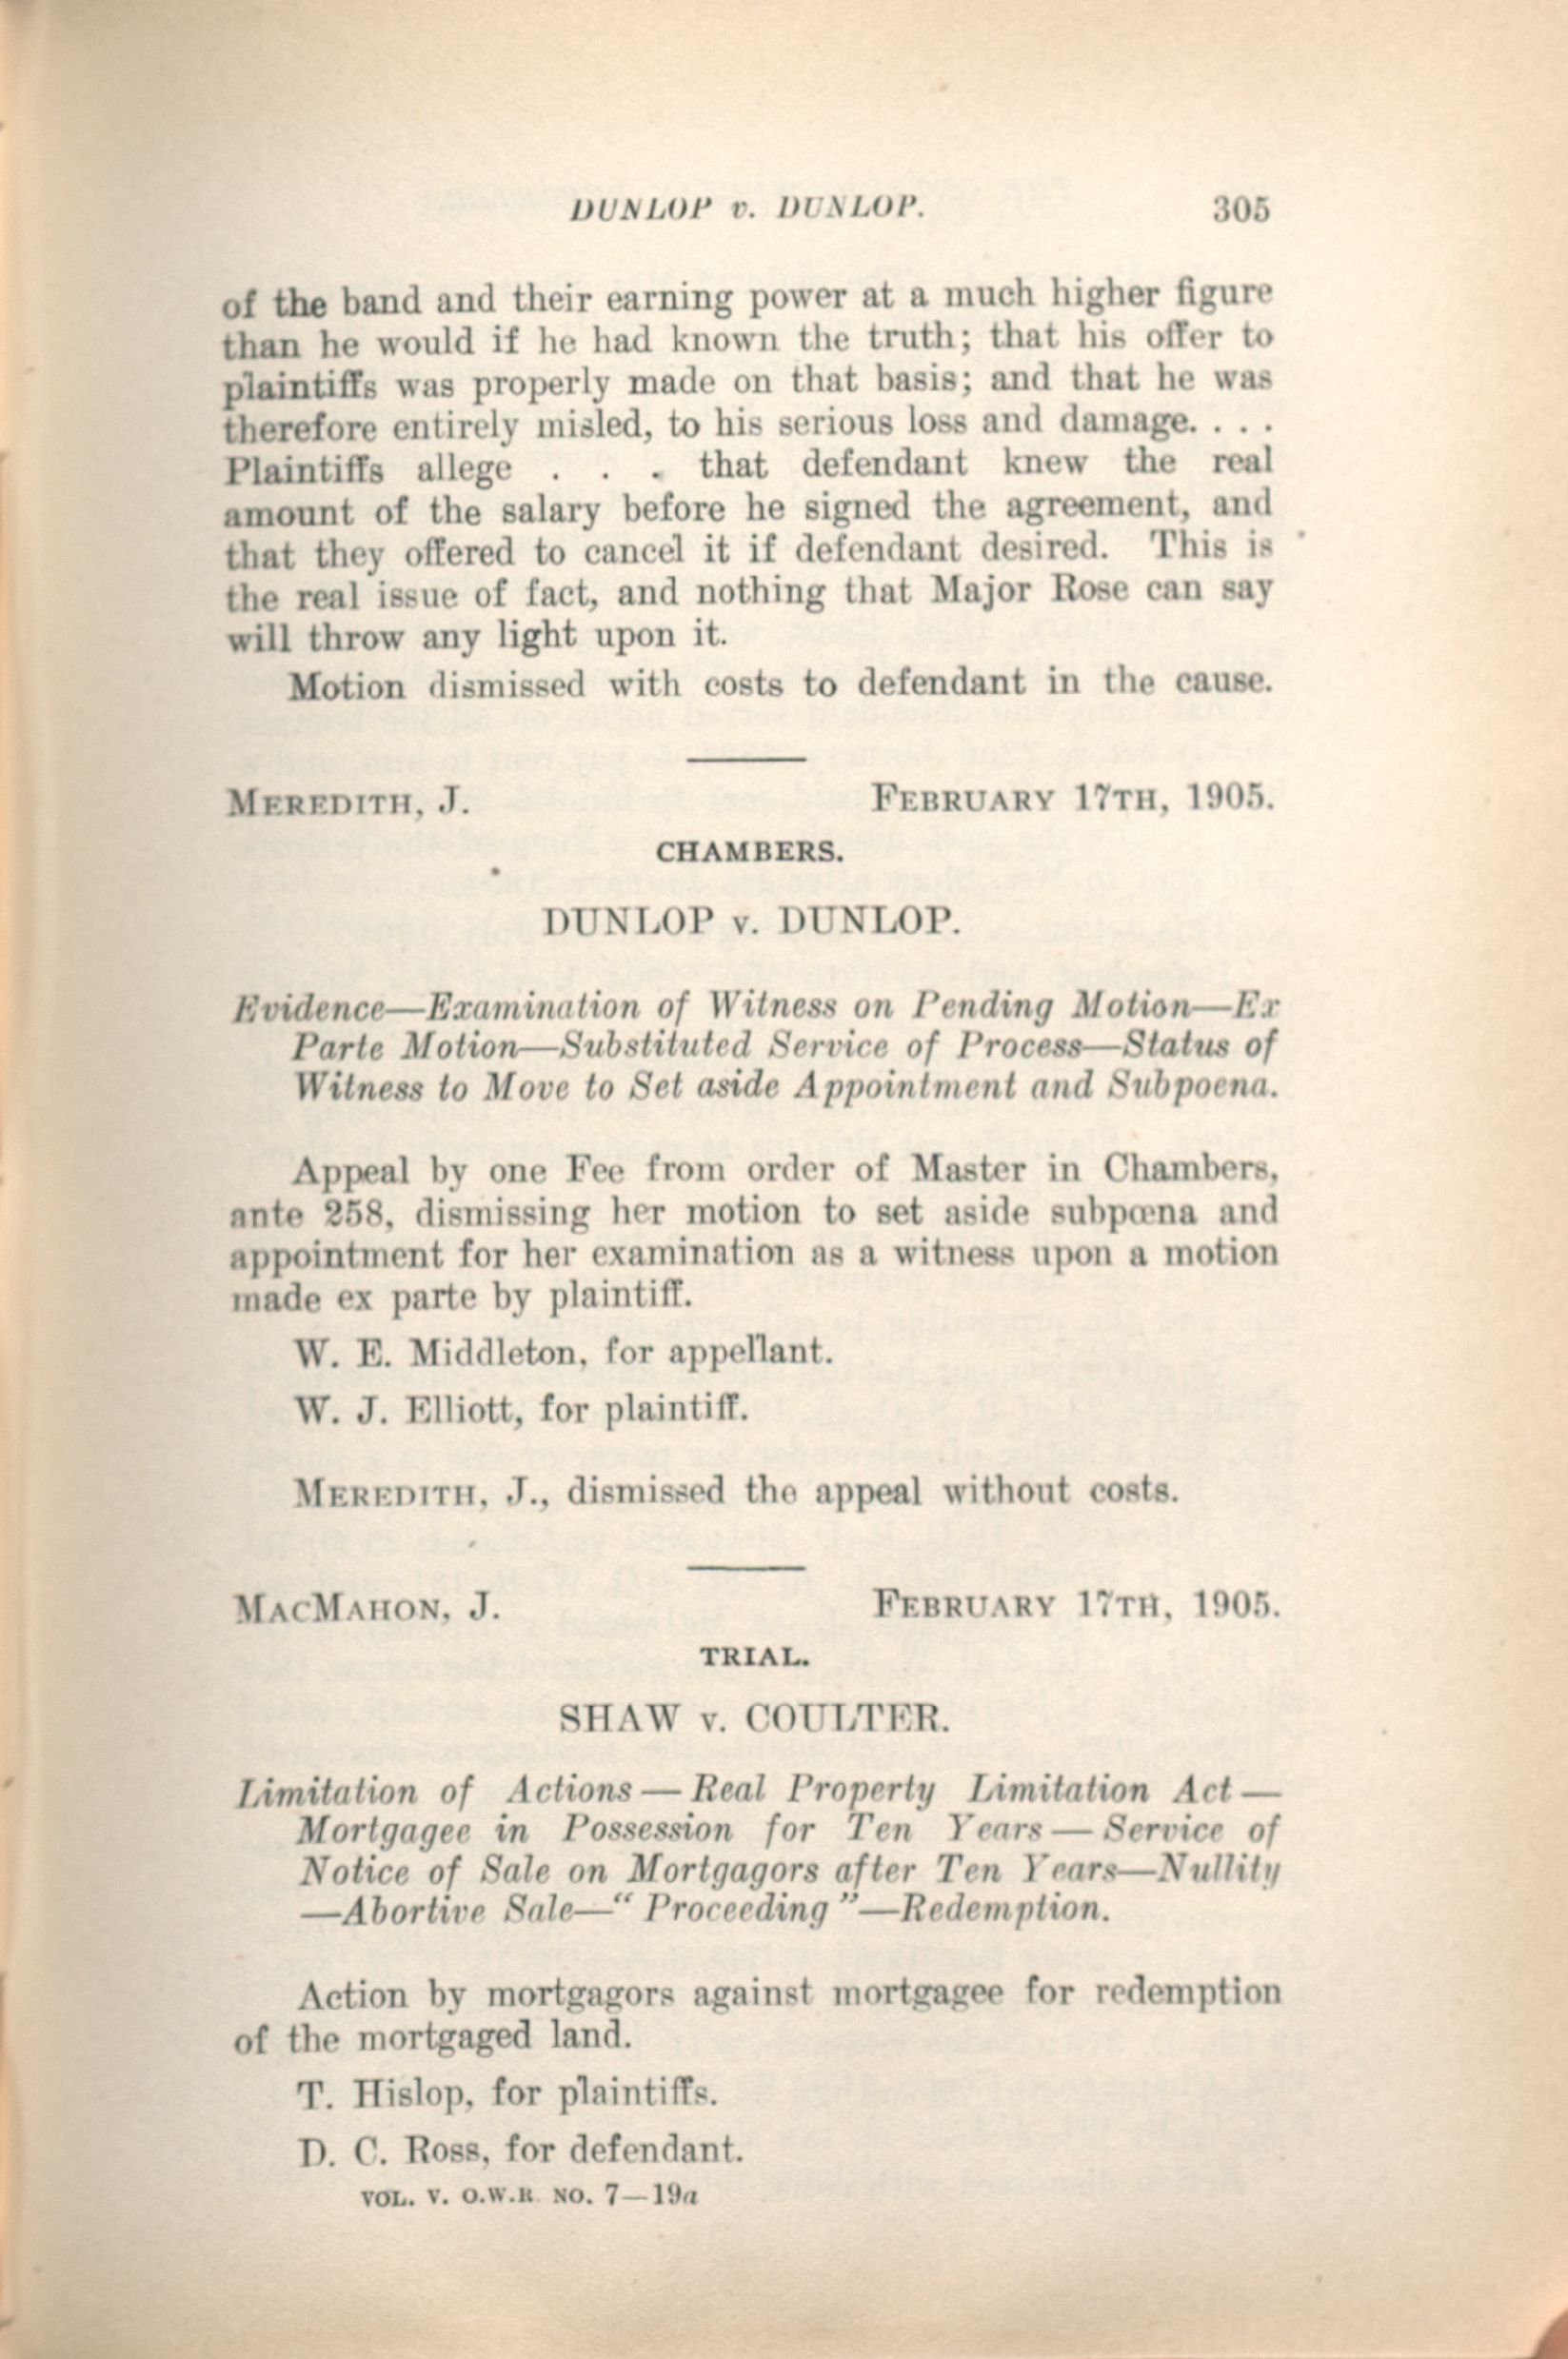 DUNLOP v. DUNLOP. 305
of the band and their earning power at a much higher figure
than he would if he had known the truth; that his offer to
plaintiffs was properly made on that basis; and that he was
therefore entirely misled, to his serious loss and damage. . . .
Plaintiffs allege . . . that defendant knew the real
amount of the salary before he signed the agreement, and
that they offered to cancel it if defendant desired. This is
the real issue of fact, and nothing that Major Rose can say
will throw any light upon it.
Motion dismissed with costs to defendant in the cause.
MEREDITH, J. FEBRUARY 17TH, 1905.
CHAMBERS.
DUNLOP v. DUNLOP.
Evidence—Examination of Witness on Pending Motion—Ex
Parte Motion—Substituted Service of Process—Status of
Witness to Move to Set aside Appointment and Subpoena.
Appeal by one Fee from order of Master in Chambers,
ante 258, dismissing her motion to set aside subpœna and
appointment for her examination as a witness upon a motion
made ex parte by plaintiff.
W. E. Middleton, for appellant.
W. J. Elliott, for plaintiff.
MEREDITH, J., dismissed the appeal without costs.
MACMAHON, J. FEBRUARY 17TH, 1905.
TRIAL.
SHAW v. COULTER.
Limitation of Actions — Real Property Limitation Act —
Mortgagee in Possession for Ten Years — Service of
Notice of Sale on Mortgagors after Ten Years—Nullity
—Abortive Sale—“ Proceeding ”—Redemption.
Action by mortgagors against mortgagee for redemption
of the mortgaged land.
T. Hislop, for plaintiffs.
D. C. Ross, for defendant.
VOL. V. O.W.R. NO. 7—19a